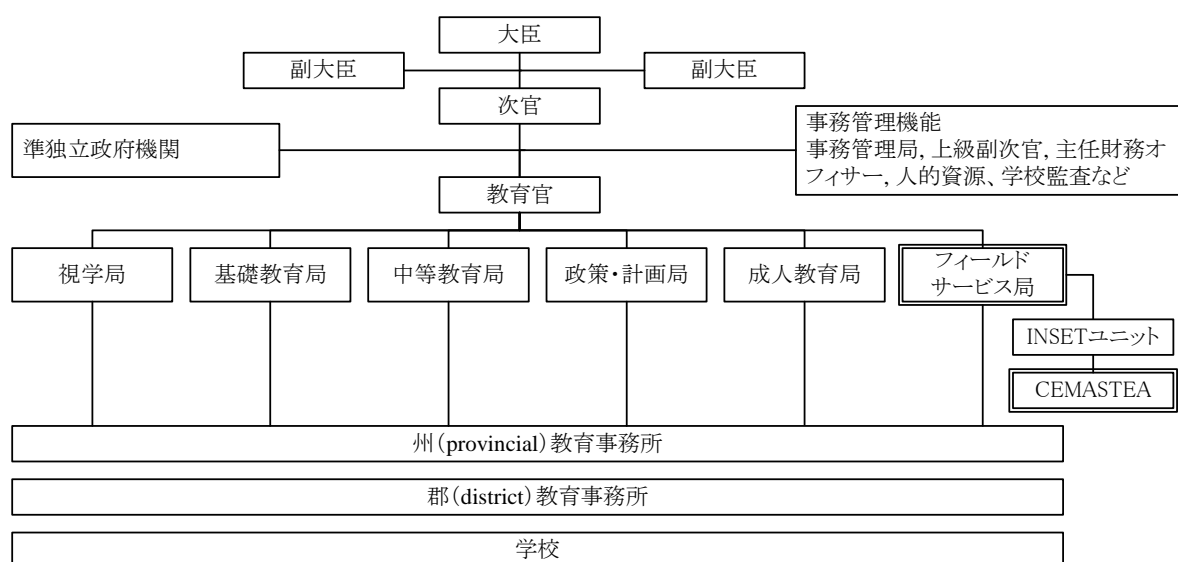 大臣
副大臣
副大臣
次官
準独立政府機関
事務管理機能
事務管理局, 上級副次官, 主任財務オ
フィサー, 人的資源、学校監査など
教育官
視学局
基礎教育局
中等教育局
政策・計画局
成人教育局
フィールド
サービス局
INSETユニット
CEMASTEA
州（provincial）教育事務所
郡（district）教育事務所
学校